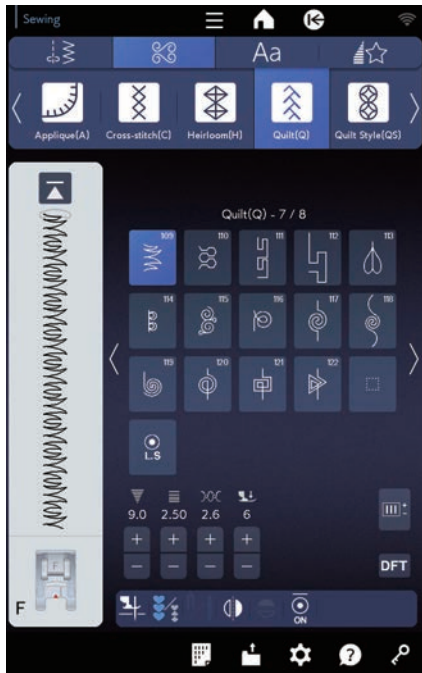 Sewing
Aa
Applique(A) Cross-stitch(C) Heirloom(H) Quilt(Q) Quilt Style(QS)
Quilt(Q) - 7 / 8
109 110 111 112 113
114 115 116 117 118
119 120 121 122
L.S
9.0 2.50 2.6 6
+ + + +
- - - -
DFT
F
ON
?